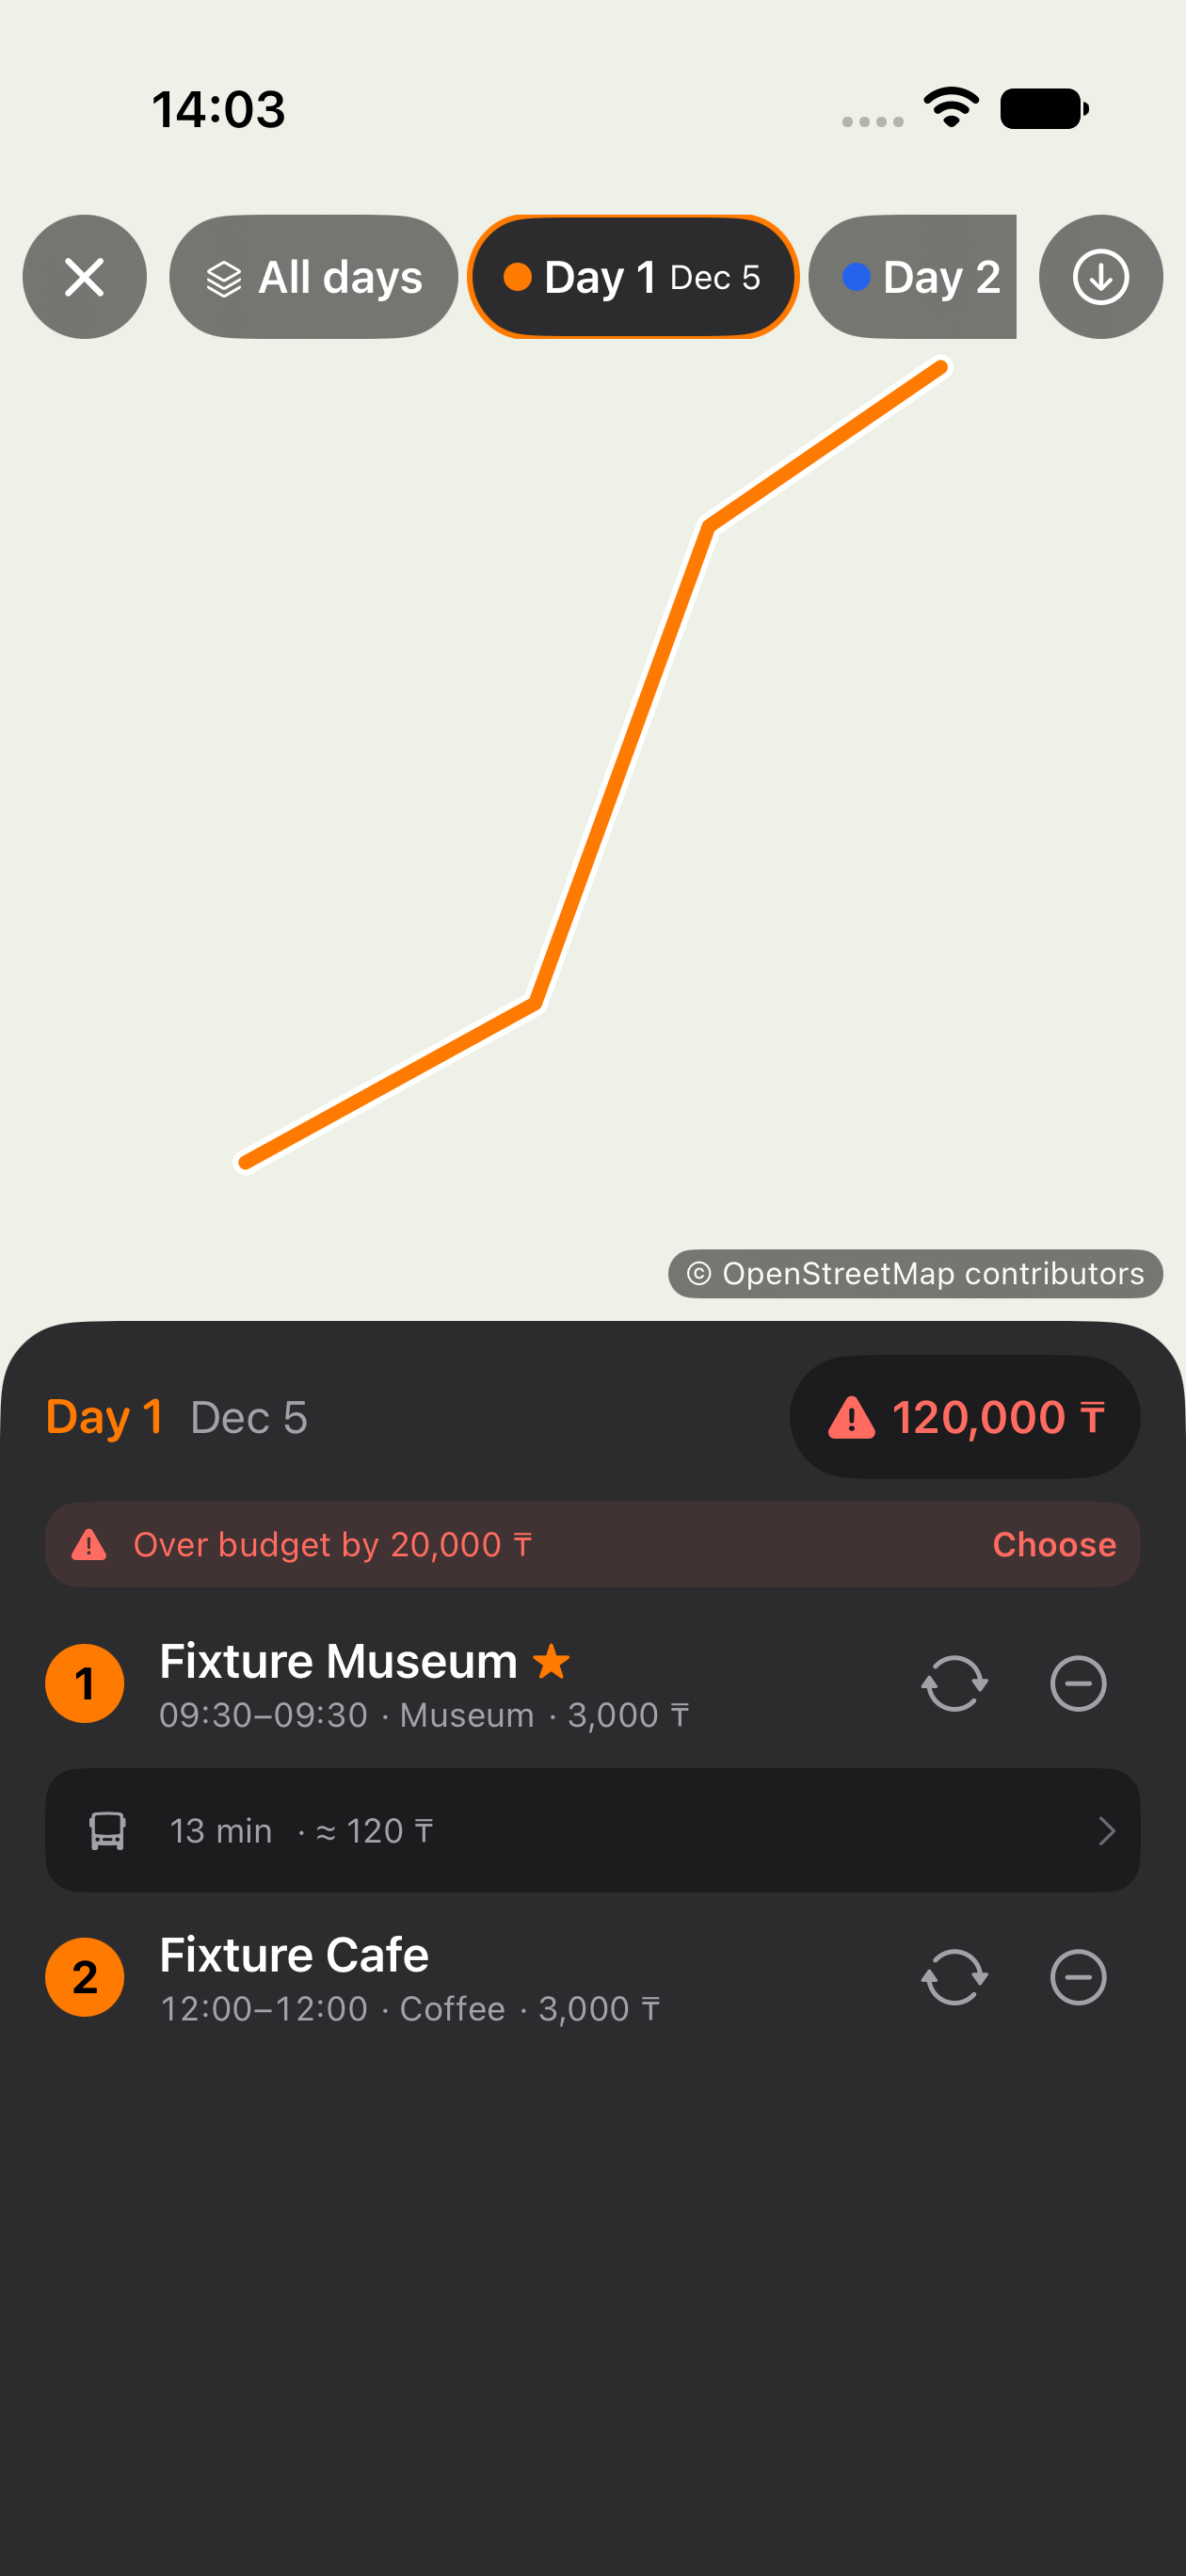 14:03
All days
Day 1 Dec 5
Day 2
© OpenStreetMap contributors
Day 1 Dec 5
120,000 ₸
Over budget by 20,000 ₸
Choose
1
Fixture Museum
09:30–09:30 · Museum · 3,000 ₸
13 min · ≈ 120 ₸
2
Fixture Cafe
12:00–12:00 · Coffee · 3,000 ₸